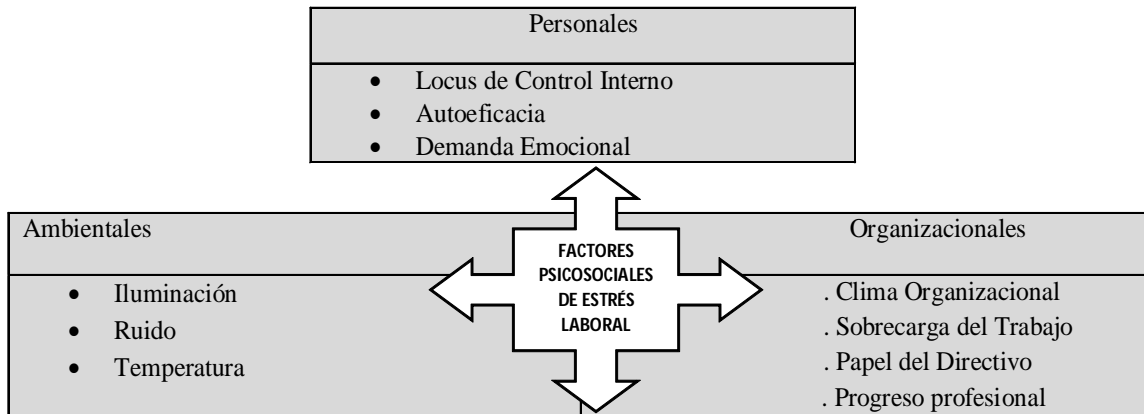 Personales
• Locus de Control Interno
• Autoeficacia
• Demanda Emocional
Ambientales
• Iluminación
• Ruido
• Temperatura
FACTORES
PSICOSOCIALES
DE ESTRÉS
LABORAL
Organizacionales
. Clima Organizacional
. Sobrecarga del Trabajo
. Papel del Directivo
. Progreso profesional